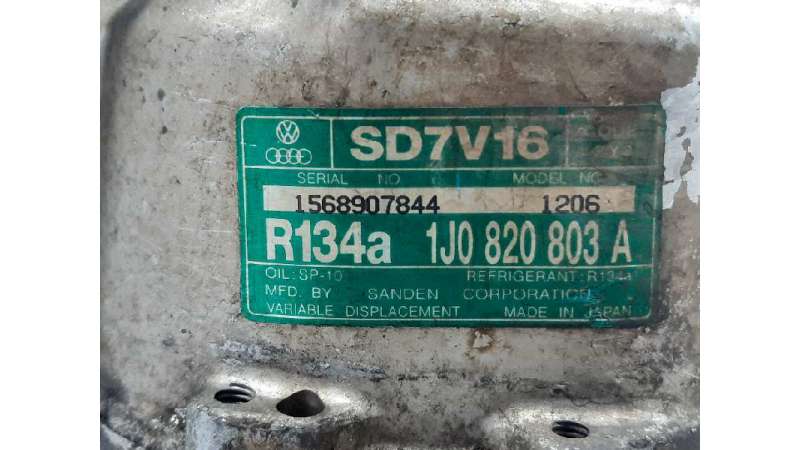 SD7V16
SERIAL NO MODEL NO
1568907844 1206
R134a 1J0 820 803 A
OIL: SP-10 REFRIGERANT: R134a
MFD. BY SANDEN CORPORATION
VARIABLE DISPLACEMENT MADE IN JAPAN